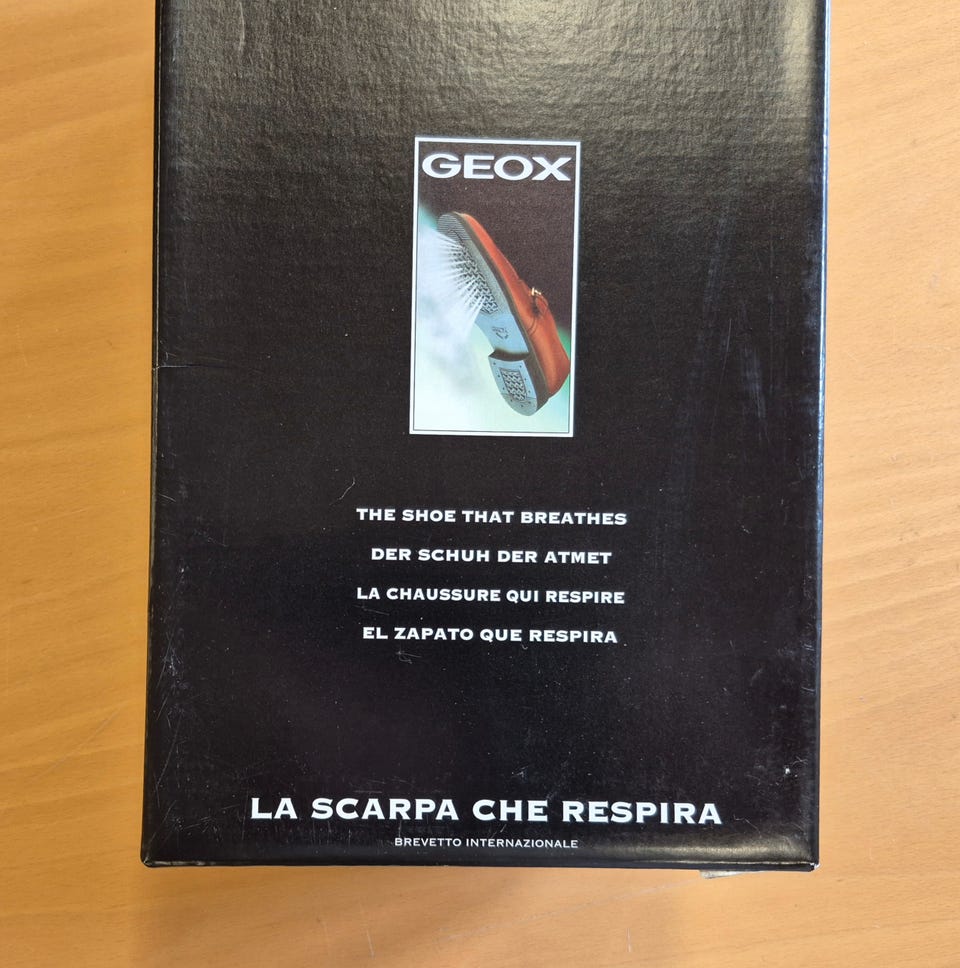 GEOX
THE SHOE THAT BREATHES
DER SCHUH DER ATMET
LA CHAUSSURE QUI RESPIRE
EL ZAPATO QUE RESPIRA
LA SCARPA CHE RESPIRA
BREVETTO INTERNAZIONALE